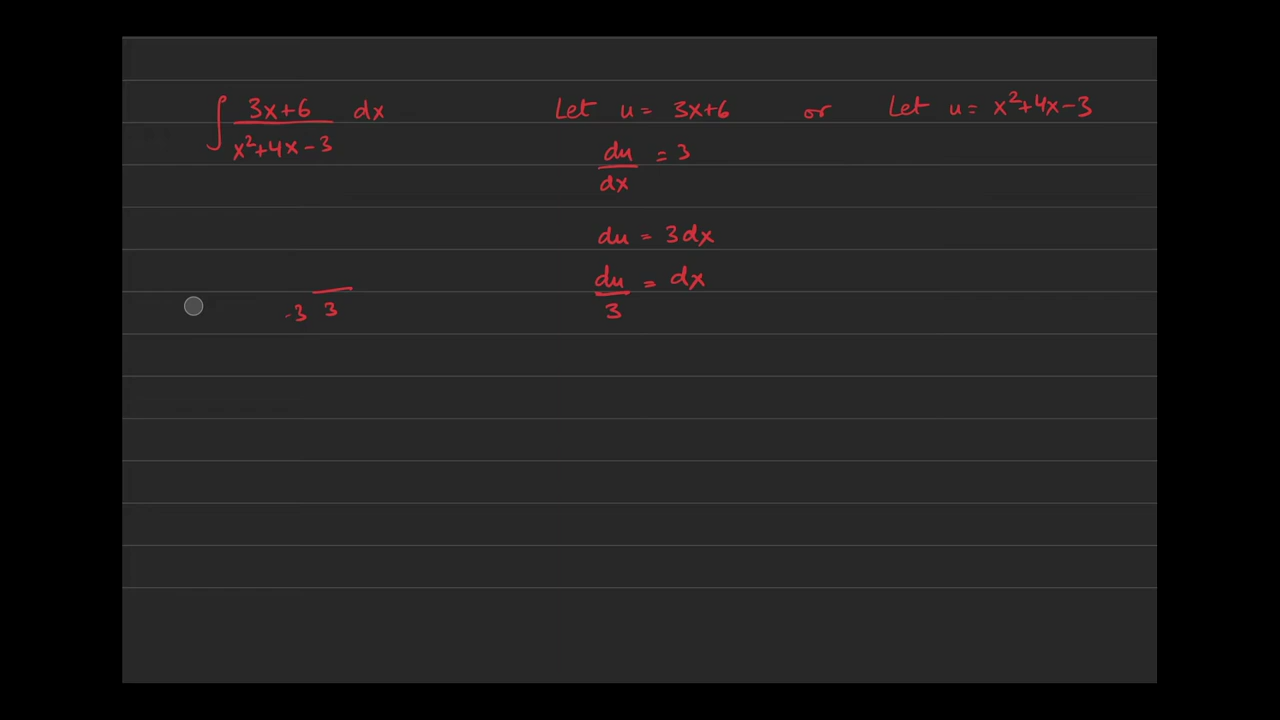 ∫ (3x+6)/(x²+4x-3) dx    Let u = 3x+6    or    Let u = x²+4x-3
du/dx = 3
du = 3dx
du/3 = dx
-3 3